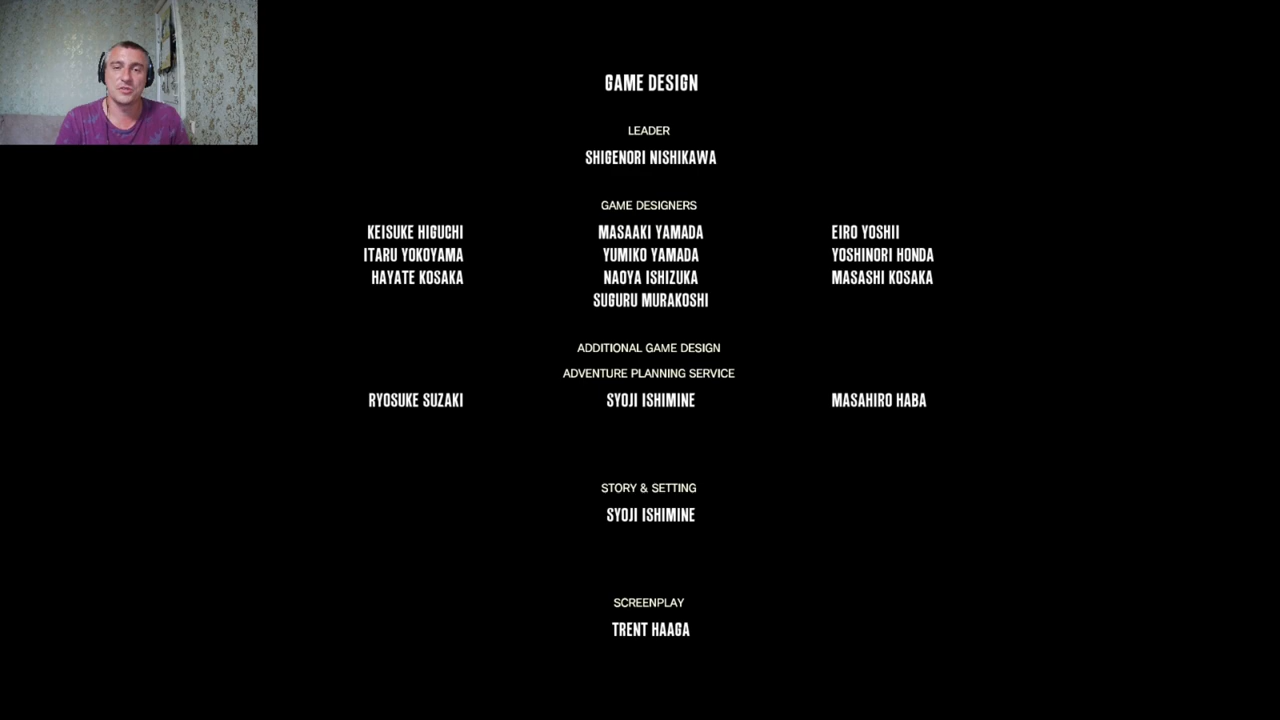 GAME DESIGN
LEADER
SHIGENORI NISHIKAWA
GAME DESIGNERS
KEISUKE HIGUCHI MASAAKI YAMADA EIRO YOSHII
ITARU YOKOYAMA YUMIKO YAMADA YOSHINORI HONDA
HAYATE KOSAKA NAOYA ISHIZUKA MASASHI KOSAKA
SUGURU MURAKOSHI
ADDITIONAL GAME DESIGN
ADVENTURE PLANNING SERVICE
RYOSUKE SUZAKI SYOJI ISHIMINE MASAHIRO HABA
STORY & SETTING
SYOJI ISHIMINE
SCREENPLAY
TRENT HAAGA